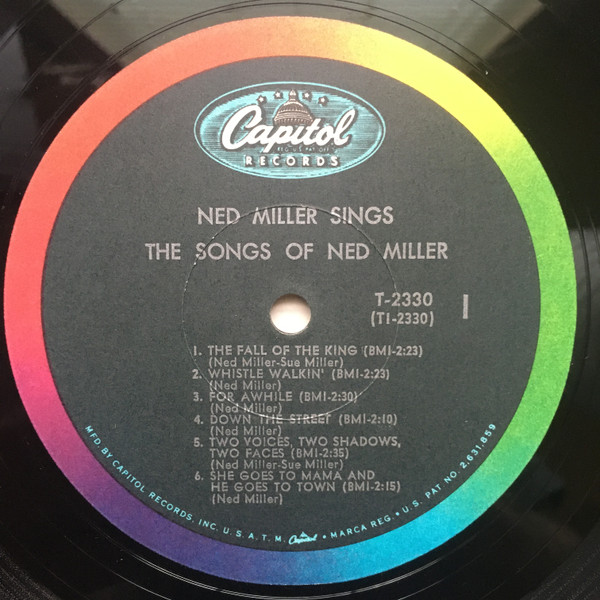 Capitol
RECORDS
NED MILLER SINGS
THE SONGS OF NED MILLER
T-2330
(T1-2330)
1
1. THE FALL OF THE KING (BMI-2:23)
(Ned Miller-Sue Miller)
2. WHISTLE WALKIN' (BMI-2:23)
(Ned Miller)
3. FOR AWHILE (BMI-2:30)
(Ned Miller)
4. DOWN THE STREET (BMI-2:10)
(Ned Miller)
5. TWO VOICES, TWO SHADOWS,
TWO FACES (BMI-2:35)
(Ned Miller-Sue Miller)
6. SHE GOES TO MAMA AND
HE GOES TO TOWN (BMI-2:15)
(Ned Miller)
MFD. BY CAPITOL RECORDS, INC. U.S.A. T.M. Capitol • MARCA REG. • U.S. PAT. NO. 2,631,859